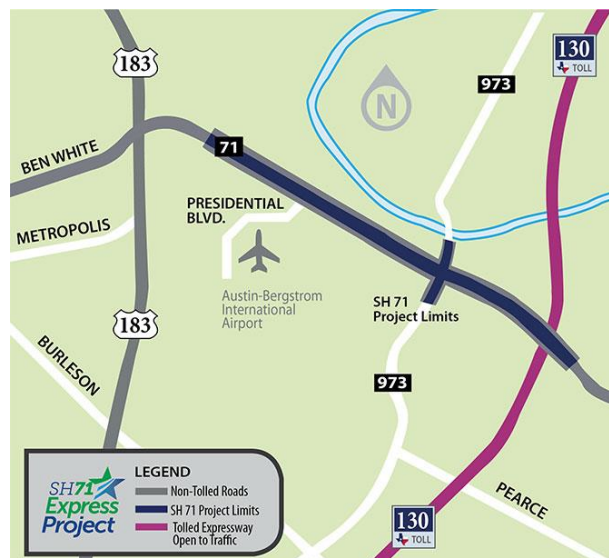 183
130
TOLL
973
N
BEN WHITE
71
PRESIDENTIAL
BLVD.
METROPOLIS
Austin-Bergstrom
International
Airport
SH 71
Project Limits
183
BURLESON
973
PEARCE
130
TOLL
SH71
Express
Project
LEGEND
Non-Tolled Roads
SH 71 Project Limits
Tolled Expressway
Open to Traffic